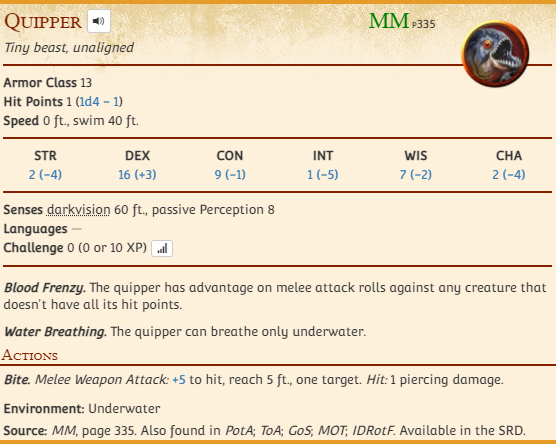 QUIPPER MM P335
Tiny beast, unaligned
Armor Class 13
Hit Points 1 (1d4 − 1)
Speed 0 ft., swim 40 ft.
STR DEX CON INT WIS CHA
2 (−4) 16 (+3) 9 (−1) 1 (−5) 7 (−2) 2 (−4)
Senses darkvision 60 ft., passive Perception 8
Languages —
Challenge 0 (0 or 10 XP)
Blood Frenzy. The quipper has advantage on melee attack rolls against any creature that
doesn't have all its hit points.
Water Breathing. The quipper can breathe only underwater.
ACTIONS
Bite. Melee Weapon Attack: +5 to hit, reach 5 ft., one target. Hit: 1 piercing damage.
Environment: Underwater
Source: MM, page 335. Also found in PotA; ToA; GoS; MOT; IDRotF. Available in the SRD.